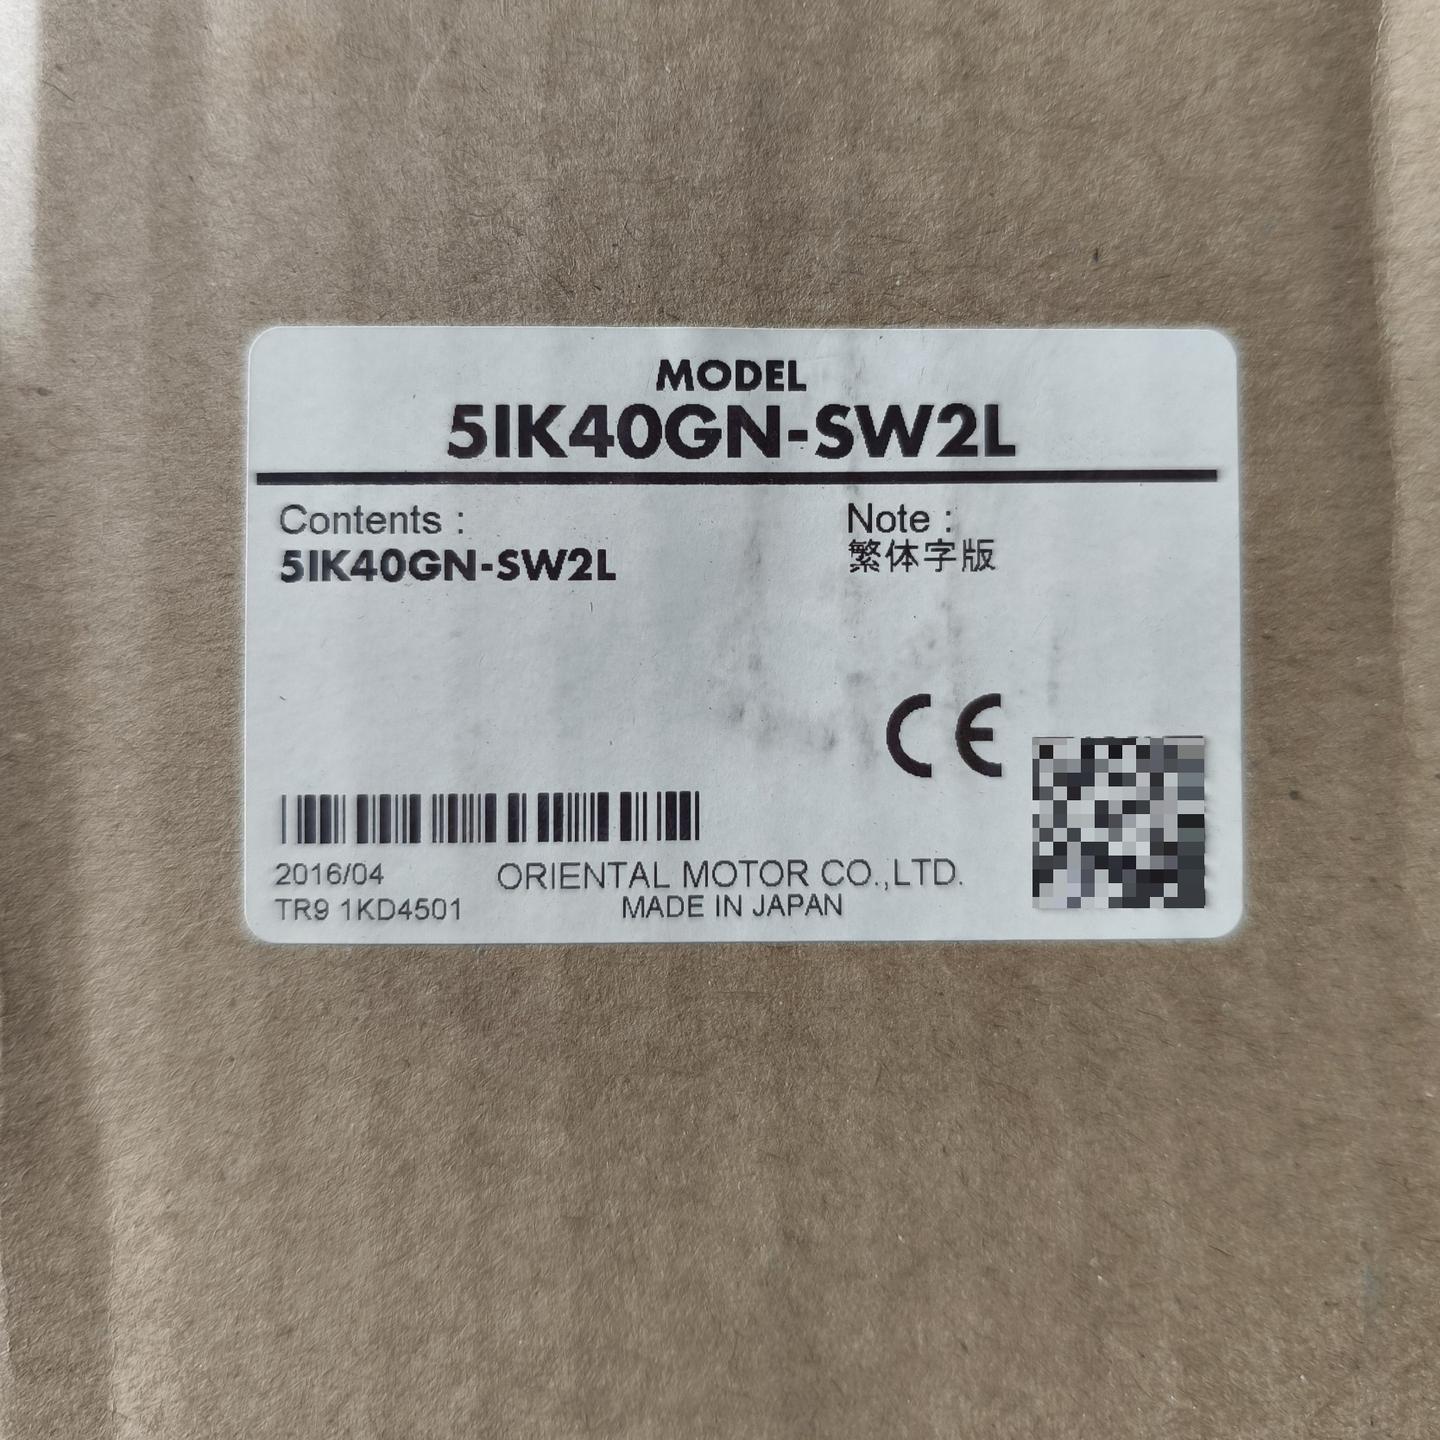 MODEL
5IK40GN-SW2L
Contents :
5IK40GN-SW2L
Note :
繁体字版
CE
2016/04
TR9 1KD4501
ORIENTAL MOTOR CO.,LTD.
MADE IN JAPAN